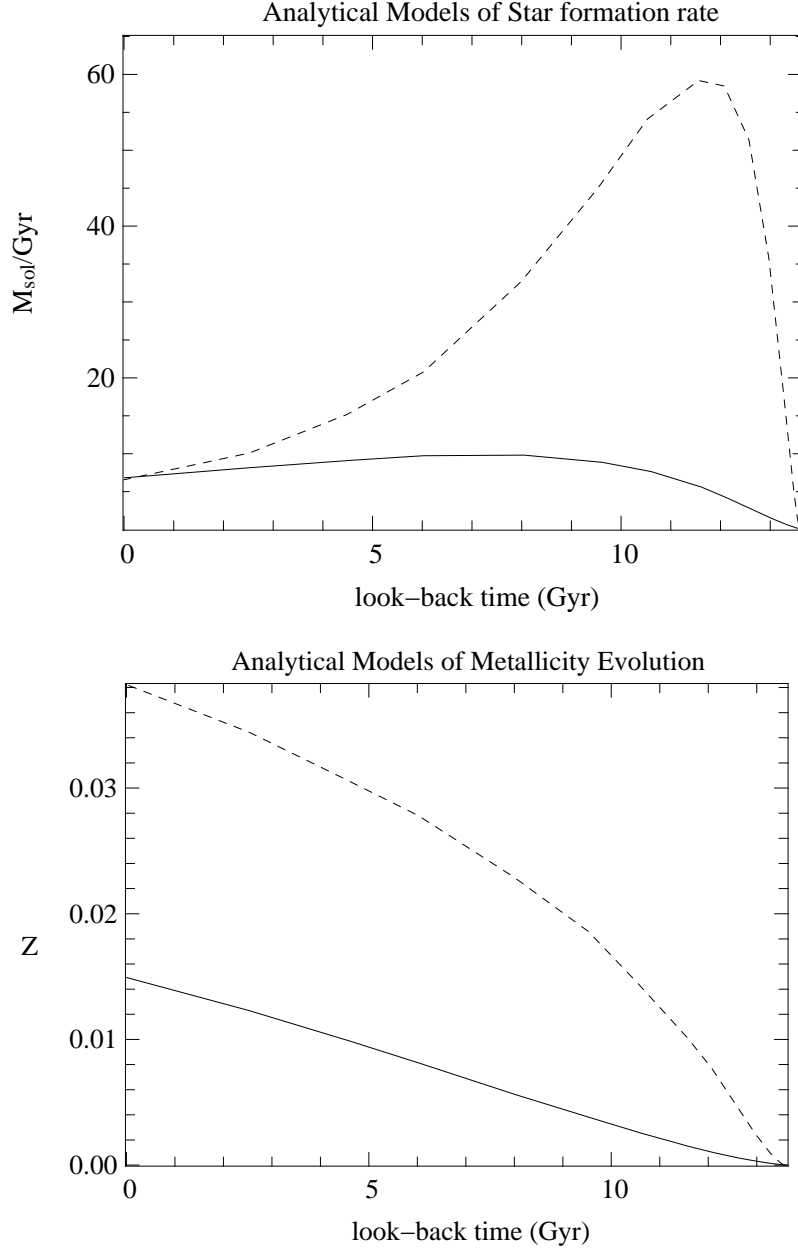 Analytical Models of Star formation rate
60
40
20
M_sol/Gyr
0 5 10
look−back time (Gyr)
Analytical Models of Metallicity Evolution
0.03
0.02
Z
0.01
0.00
0 5 10
look−back time (Gyr)